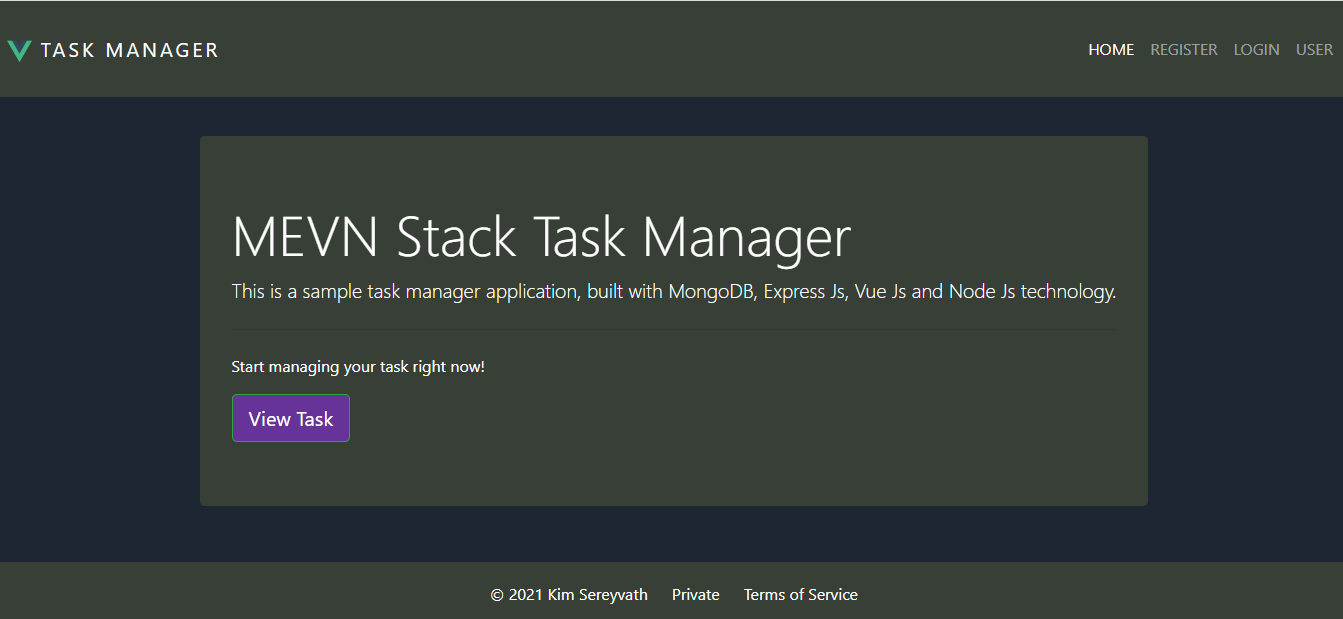 TASK MANAGER HOME REGISTER LOGIN USER
MEVN Stack Task Manager
This is a sample task manager application, built with MongoDB, Express Js, Vue Js and Node Js technology.
Start managing your task right now!
View Task
© 2021 Kim Sereyvath Private Terms of Service